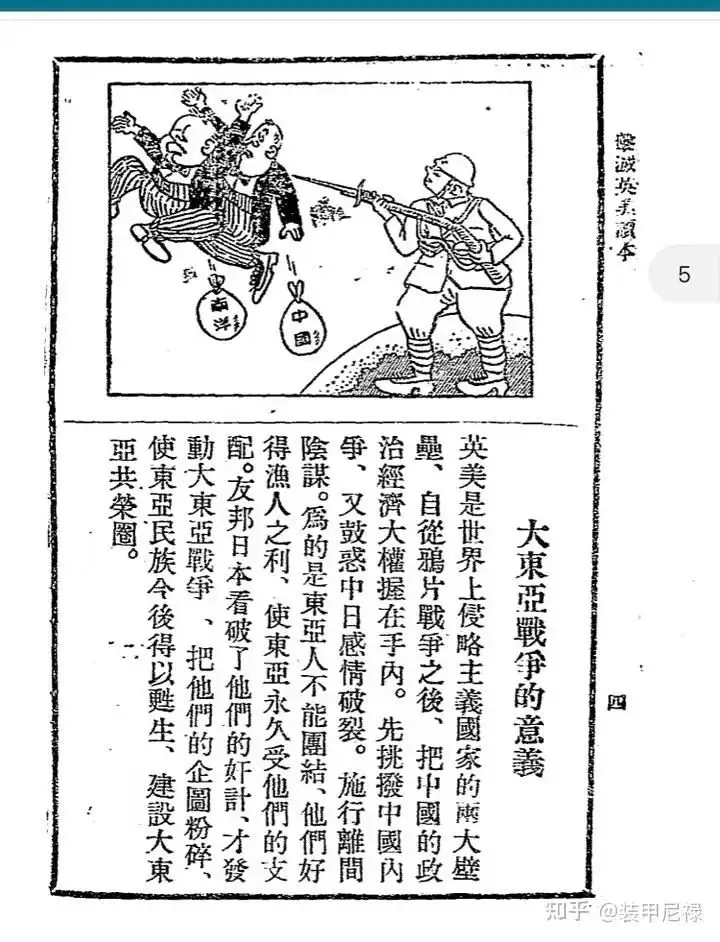 擊滅英美讀本
四
5
中國
南洋
大東亞戰爭的意義
英美是世界上侵略主義國家的兩大壁
壘、自從鴉片戰爭之後、把中國的政
治經濟大權握在手內。先挑撥中國內
爭、又鼓惑中日感情破裂。施行離間
陰謀。爲的是東亞人不能團結、他們好
得漁人之利、使東亞永久受他們的支
配。友邦日本看破了他們的奸計、才發
動大東亞戰爭、把他們的企圖粉碎、
使東亞民族今後得以甦生、建設大東
亞共榮圈。
知乎 @装甲尼禄